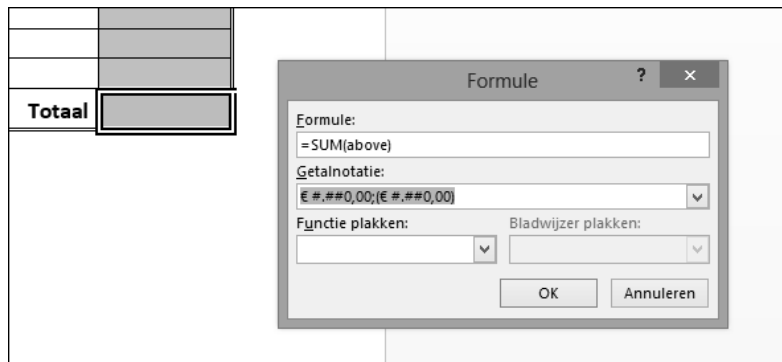 Formule
?
×
Totaal
Formule:
=SUM(above)
Getalnotatie:
€ #.##0,00;(€ #.##0,00)
Functie plakken:
Bladwijzer plakken:
OK
Annuleren